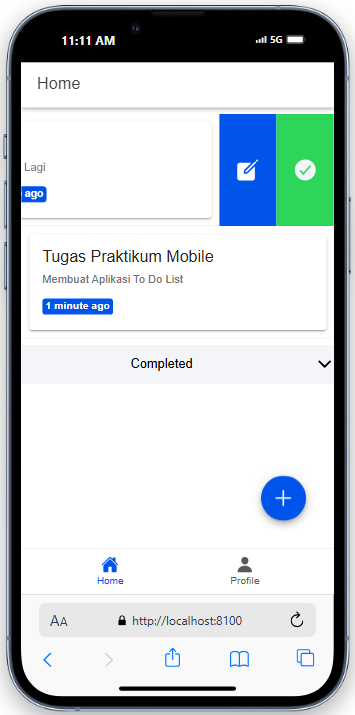 11:11 AM
5G
Home
Lagi
ago
Tugas Praktikum Mobile
Membuat Aplikasi To Do List
1 minute ago
Completed
Home
Profile
AA
http://localhost:8100